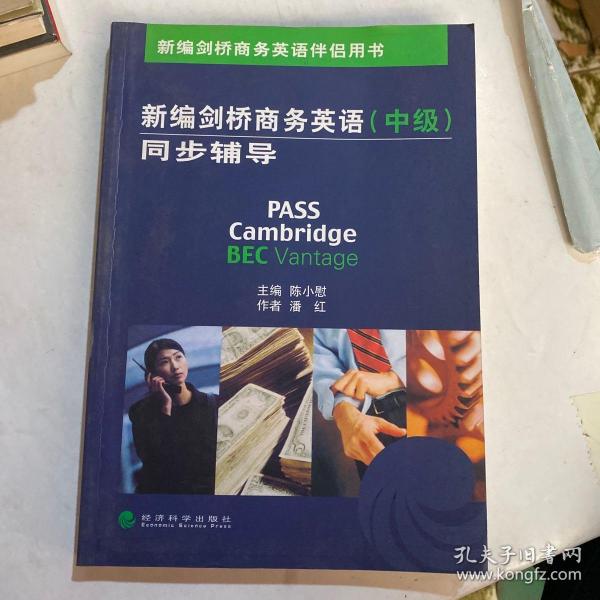 新编剑桥商务英语伴侣用书
新编剑桥商务英语（中级）
同步辅导
PASS
Cambridge
BEC Vantage
主编 陈小慰
作者 潘 红
经济科学出版社
Economic Science Press
孔夫子旧书网
www.kongfz.com